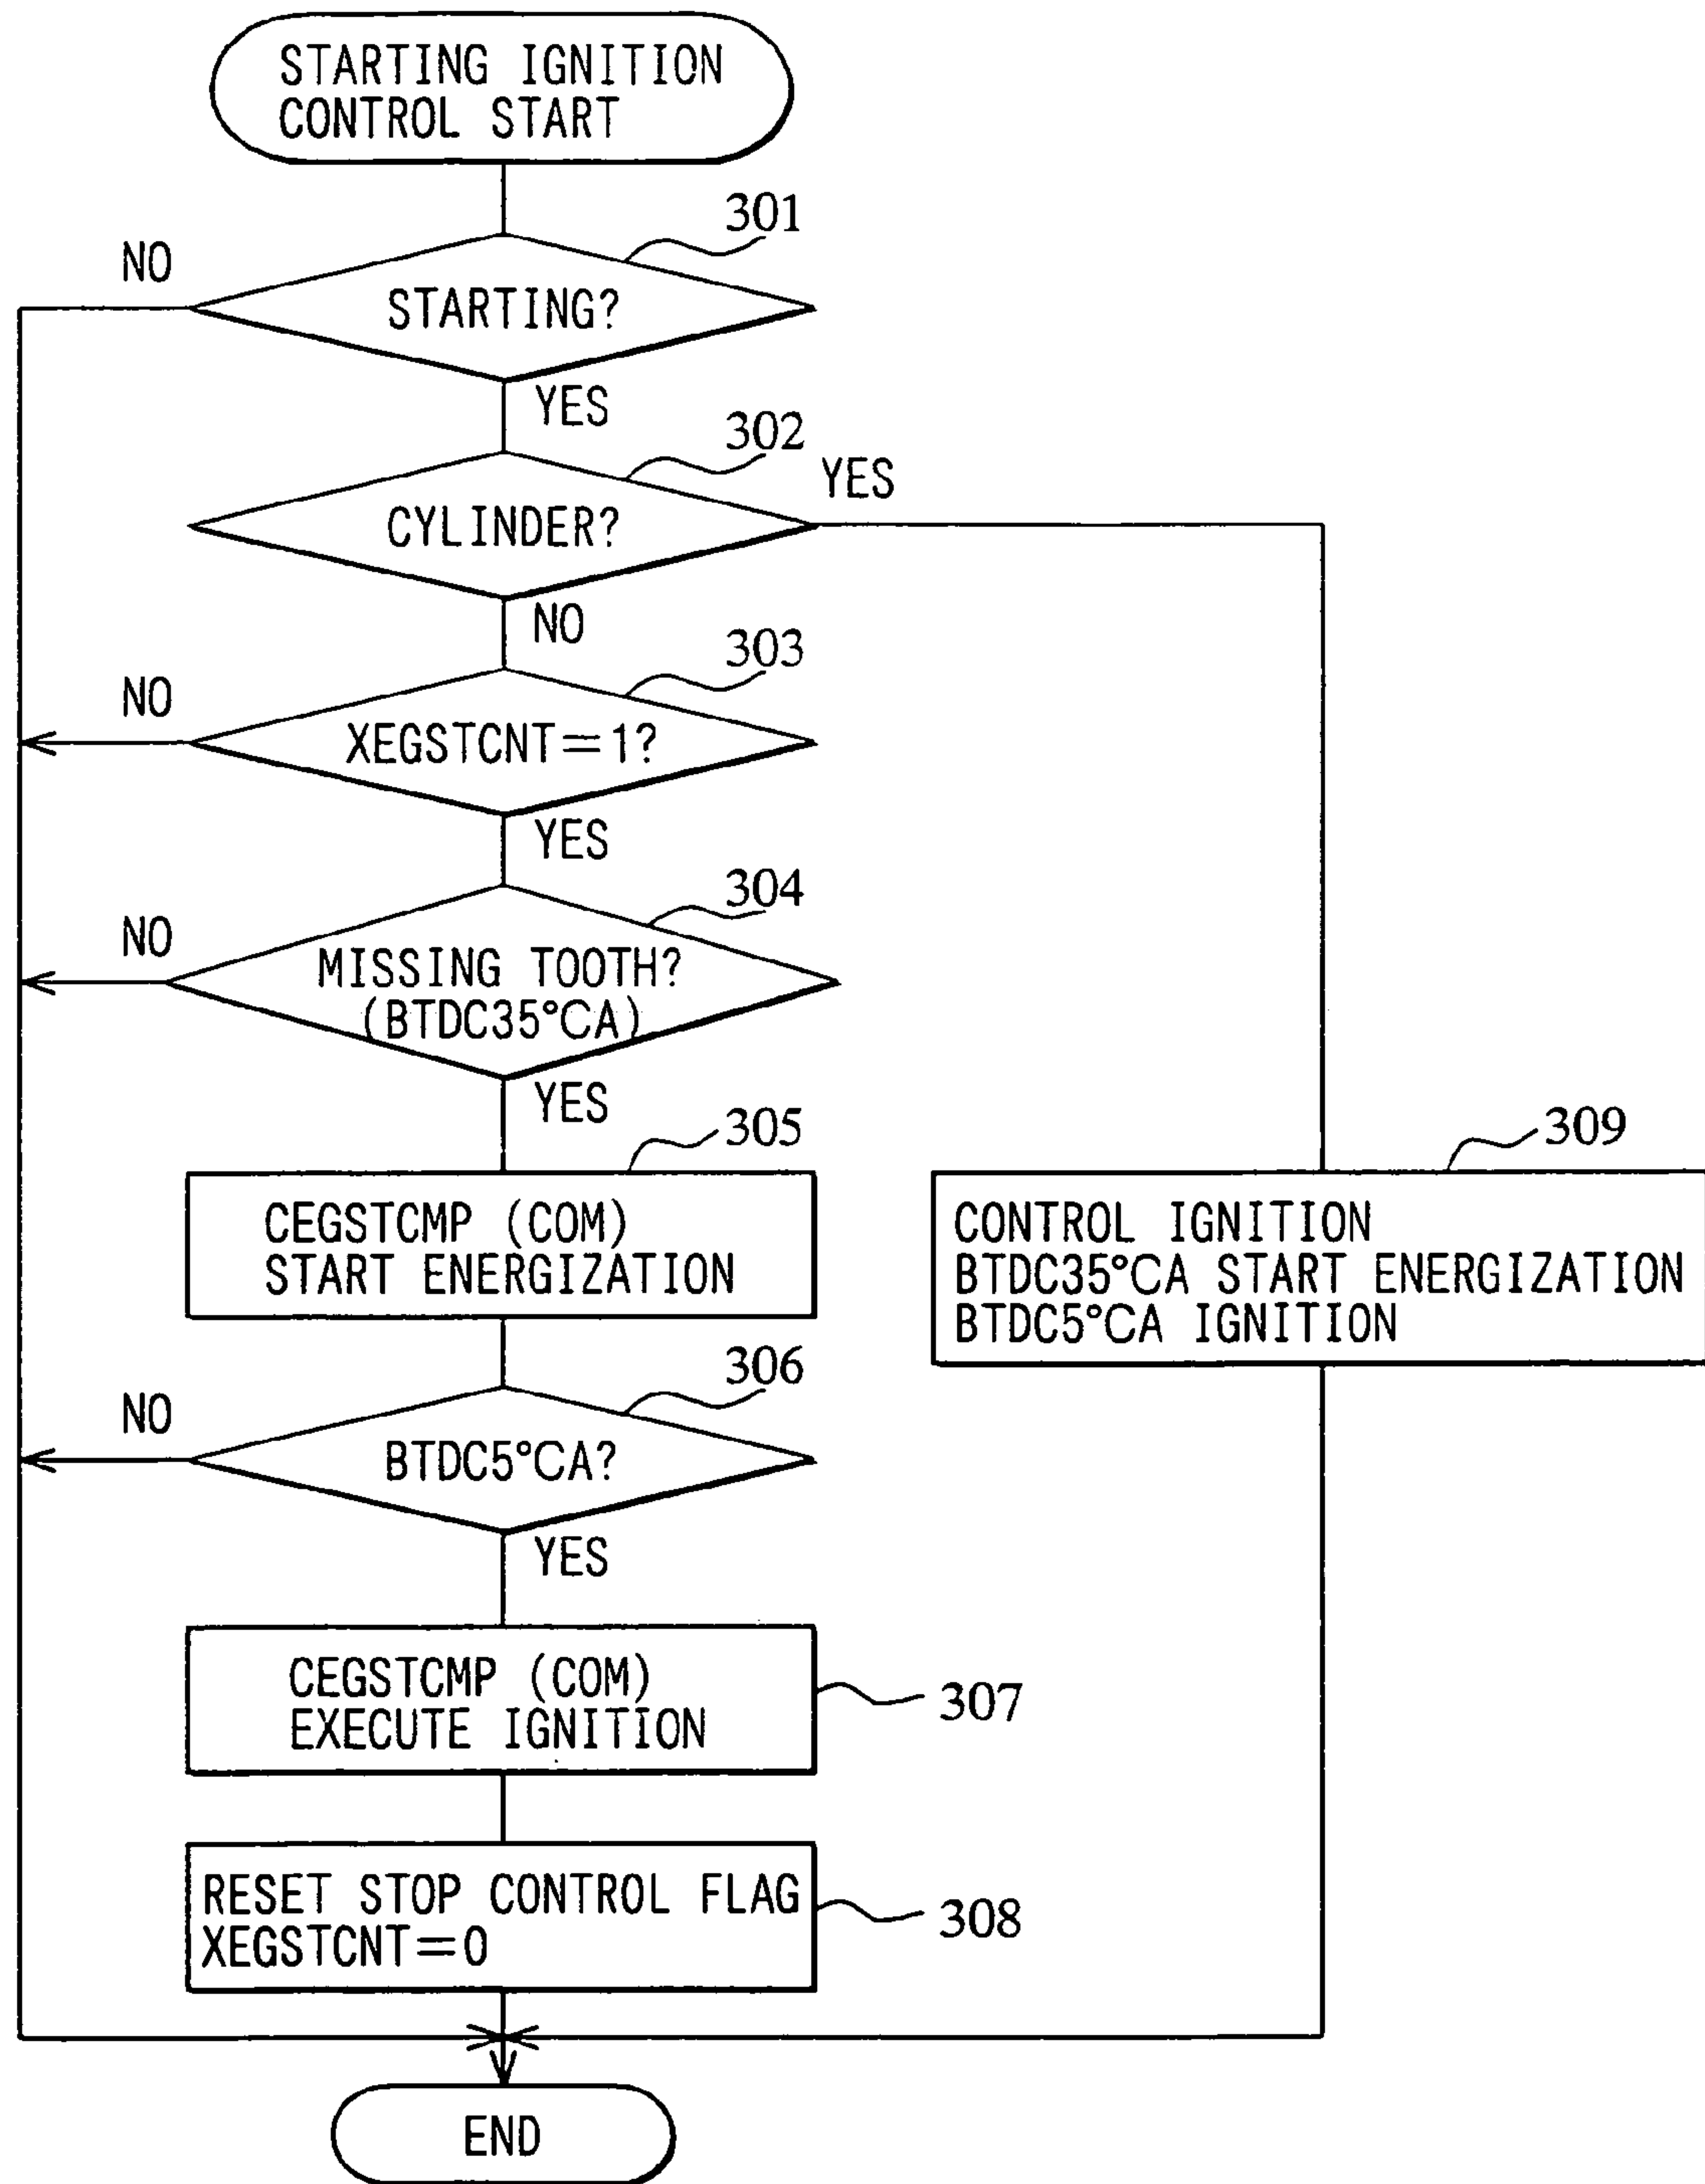 STARTING IGNITION
CONTROL START
301
NO
STARTING?
YES
302
YES
CYLINDER?
NO
303
NO
XEGSTCNT=1?
YES
304
NO
MISSING TOOTH?
(BTDC35°CA)
YES
305
CEGSTCMP (COM)
START ENERGIZATION
309
CONTROL IGNITION
BTDC35°CA START ENERGIZATION
BTDC5°CA IGNITION
306
NO
BTDC5°CA?
YES
CEGSTCMP (COM)
EXECUTE IGNITION
307
RESET STOP CONTROL FLAG
XEGSTCNT=0
308
END